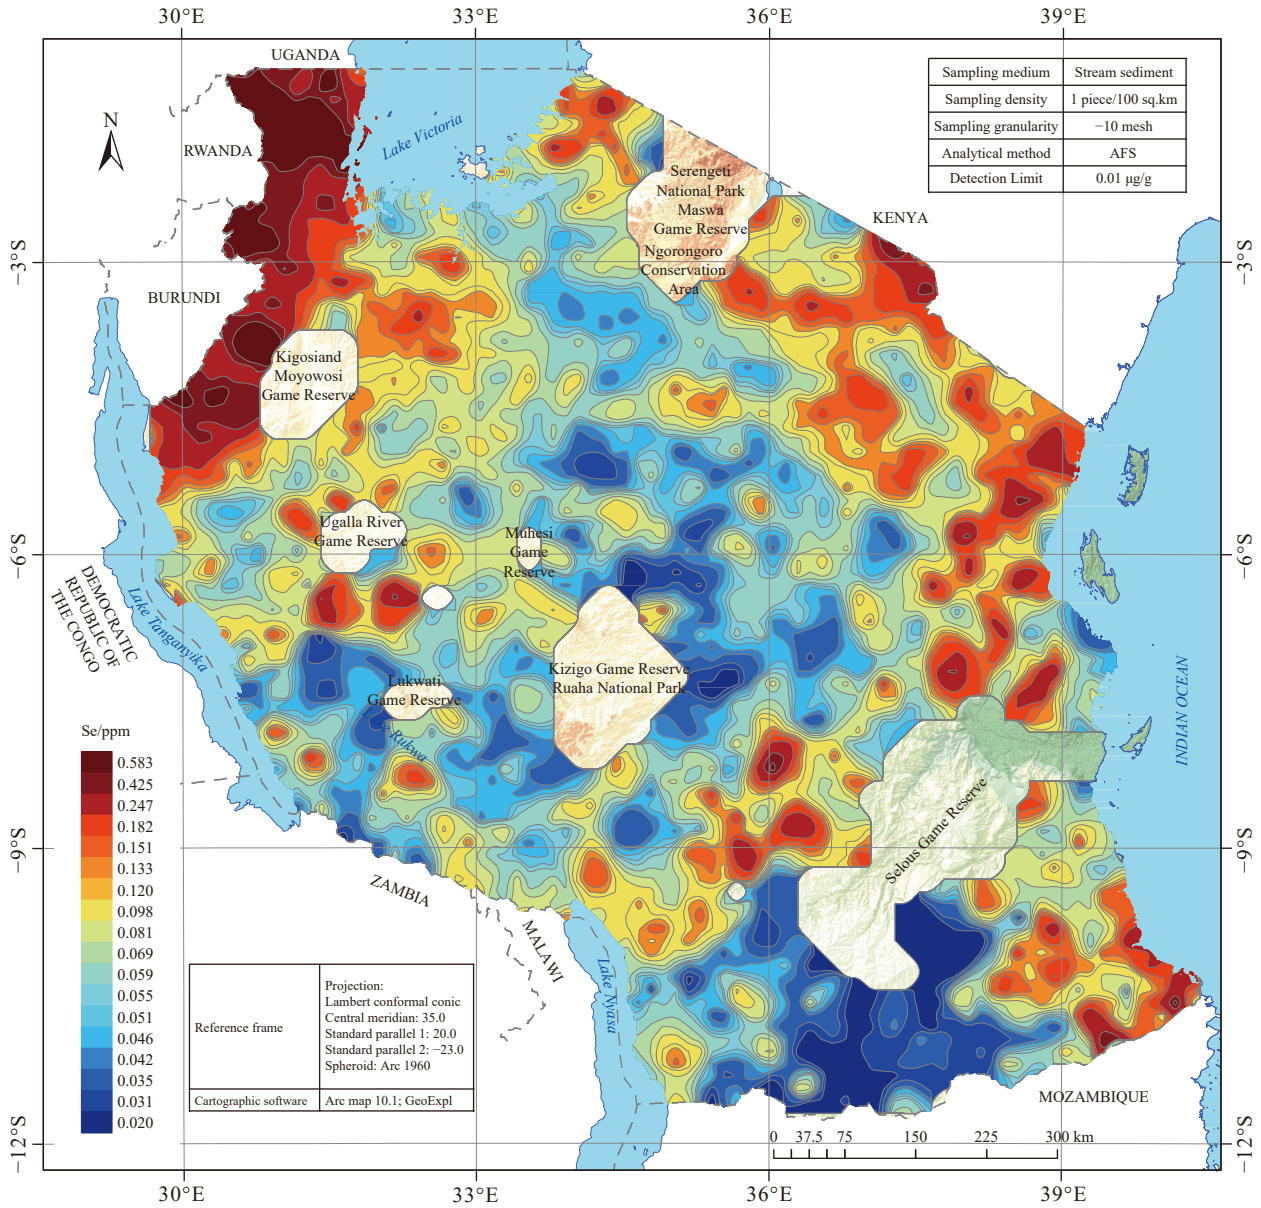 30°E
33°E
36°E
39°E
UGANDA
Sampling medium Stream sediment
Sampling density 1 piece/100 sq.km
Sampling granularity −10 mesh
Analytical method AFS
Detection Limit 0.01 μg/g
N
Lake Victoria
RWANDA
Serengeti
National Park
Maswa
Game Reserve
Ngorongoro
Conservation
Area
KENYA
−3°S
−3°S
BURUNDI
Kigosiand
Moyowosi
Game Reserve
Ugalla River
Game Reserve
Muhesi
Game
Reserve
−6°S
−6°S
DEMOCRATIC
REPUBLIC OF
THE CONGO
Lake Tanganyika
Kizigo Game Reserve
Ruaha National Park
Lukwati
Game Reserve
e Rukwa
INDIAN OCEAN
Se/ppm
0.583
0.425
0.247
0.182
0.151
0.133
0.120
0.098
0.081
0.069
0.059
0.055
0.051
0.046
0.042
0.035
0.031
0.020
Selous Game Reserve
−9°S
−9°S
ZAMBIA
MALAWI
Lake Nyasa
Reference frame
Projection:
Lambert conformal conic
Central meridian: 35.0
Standard parallel 1: 20.0
Standard parallel 2: −23.0
Spheroid: Arc 1960
Cartographic software Arc map 10.1; GeoExpl
MOZAMBIQUE
0 37.5 75 150 225 300 km
−12°S
−12°S
30°E
33°E
36°E
39°E